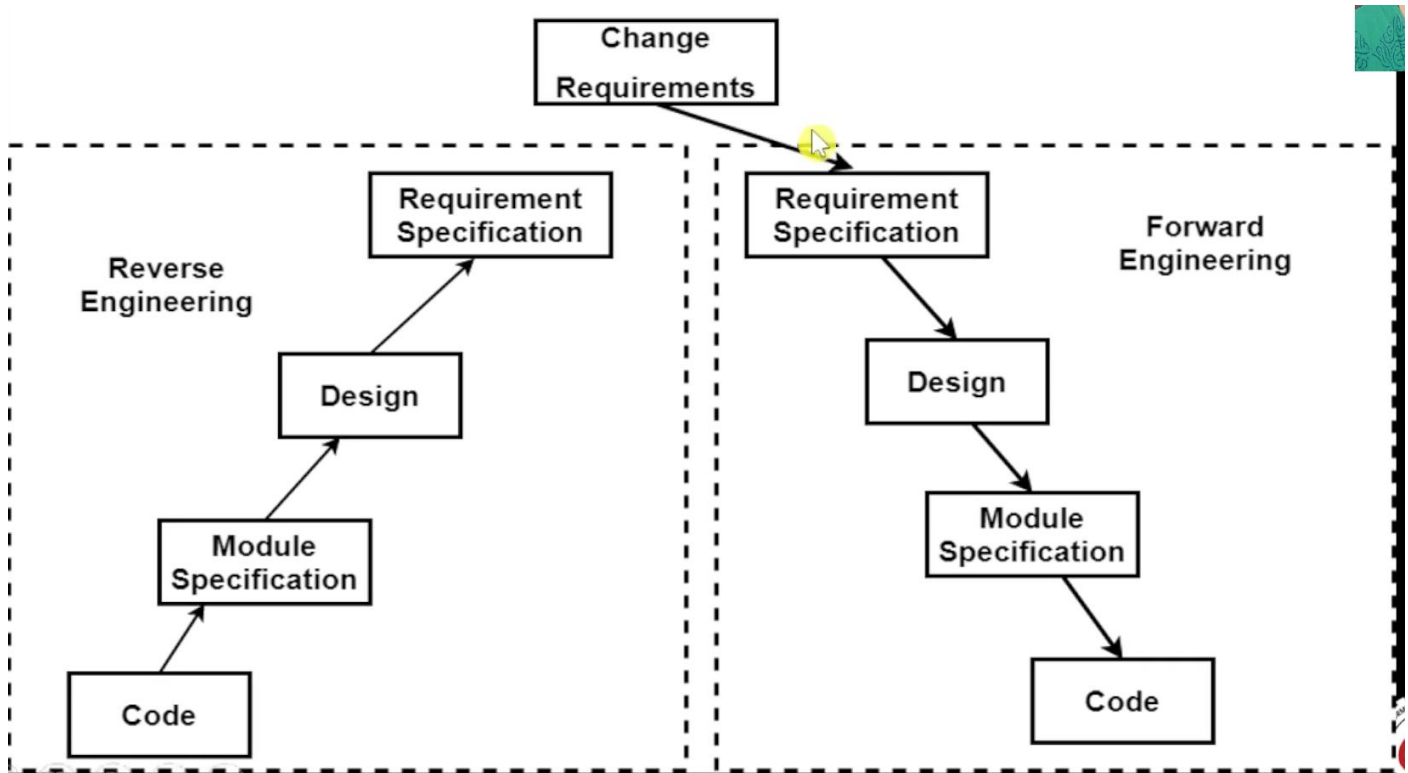 Change
Requirements
Requirement
Specification
Reverse
Engineering
Design
Module
Specification
Code
Requirement
Specification
Forward
Engineering
Design
Module
Specification
Code